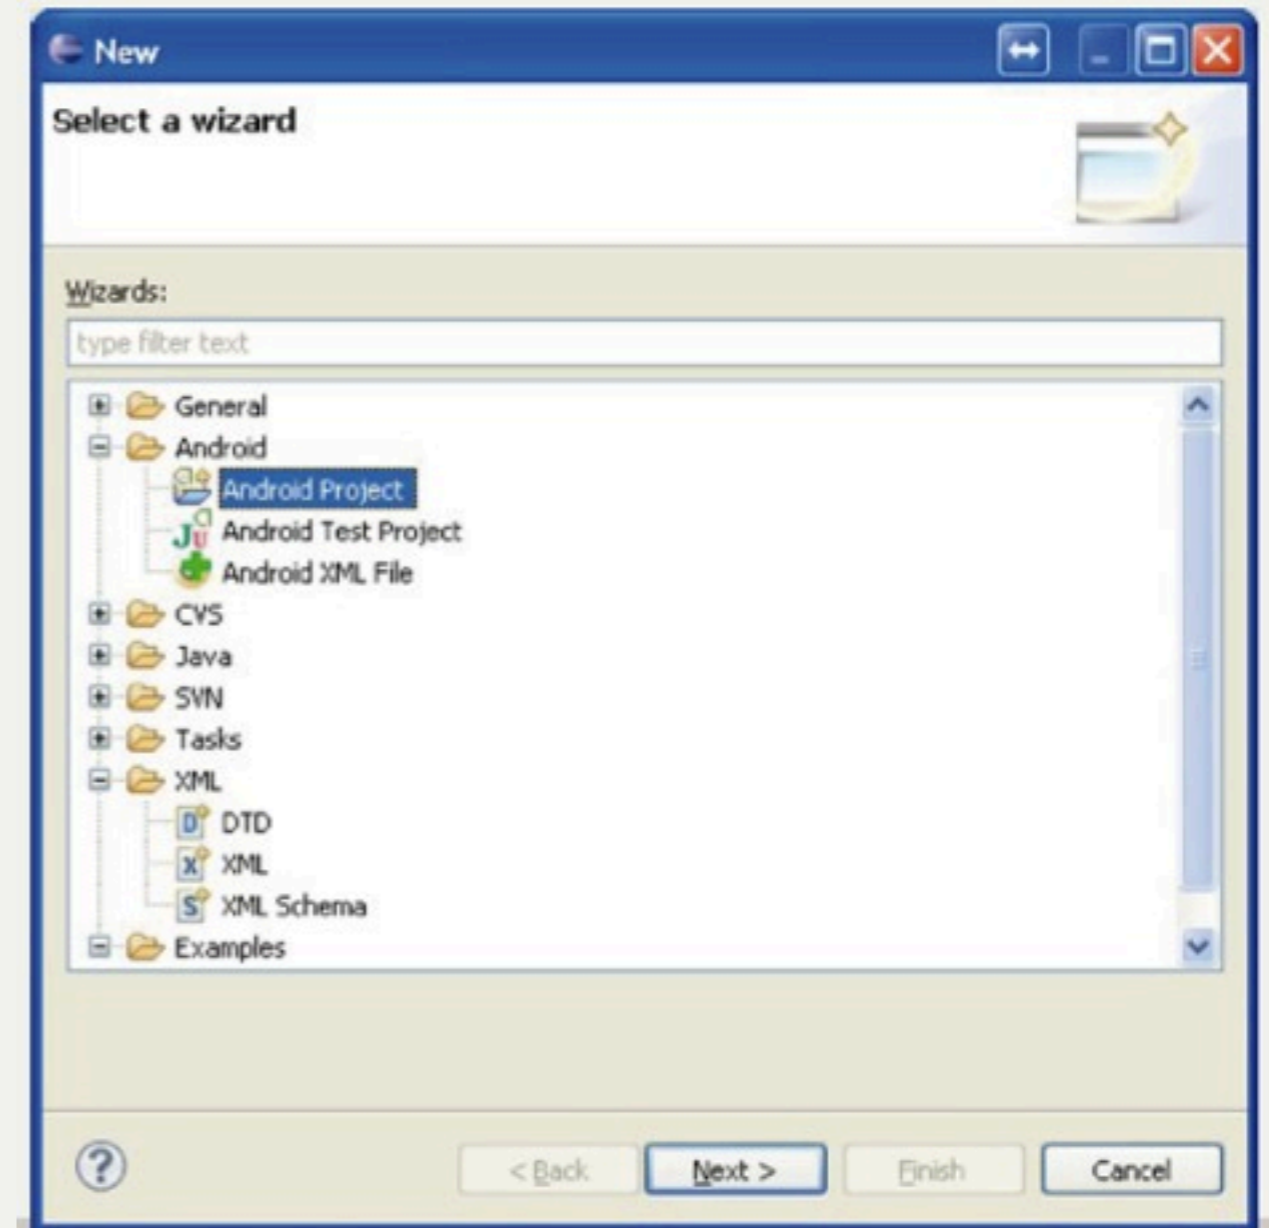 New
Select a wizard
Wizards:
type filter text
General
Android
Android Project
Android Test Project
Android XML File
CVS
Java
SVN
Tasks
XML
DTD
XML
XML Schema
Examples
< Back Next > Finish Cancel